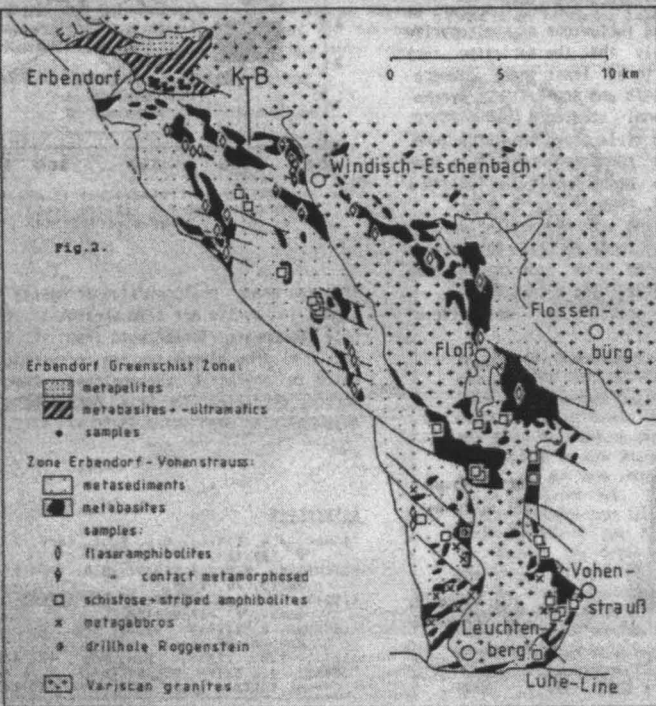 Erbendorf
K-B
0 5 10 km
Windisch-Eschenbach
Fig.2.
Flossen-
bürg
Floß
Erbendorf Greenschist Zone:
metapelites
metabasites + -ultramafics
samples
Zone Erbendorf-Vohenstrauss:
metasediments
metabasites
samples:
flaseramphibolites
" contact metamorphosed
schistose+striped amphibolites
metagabbros
drillhole Roggenstein
Variscan granites
Vohen-
strauß
Leuchten-
berg
Luhe-Line